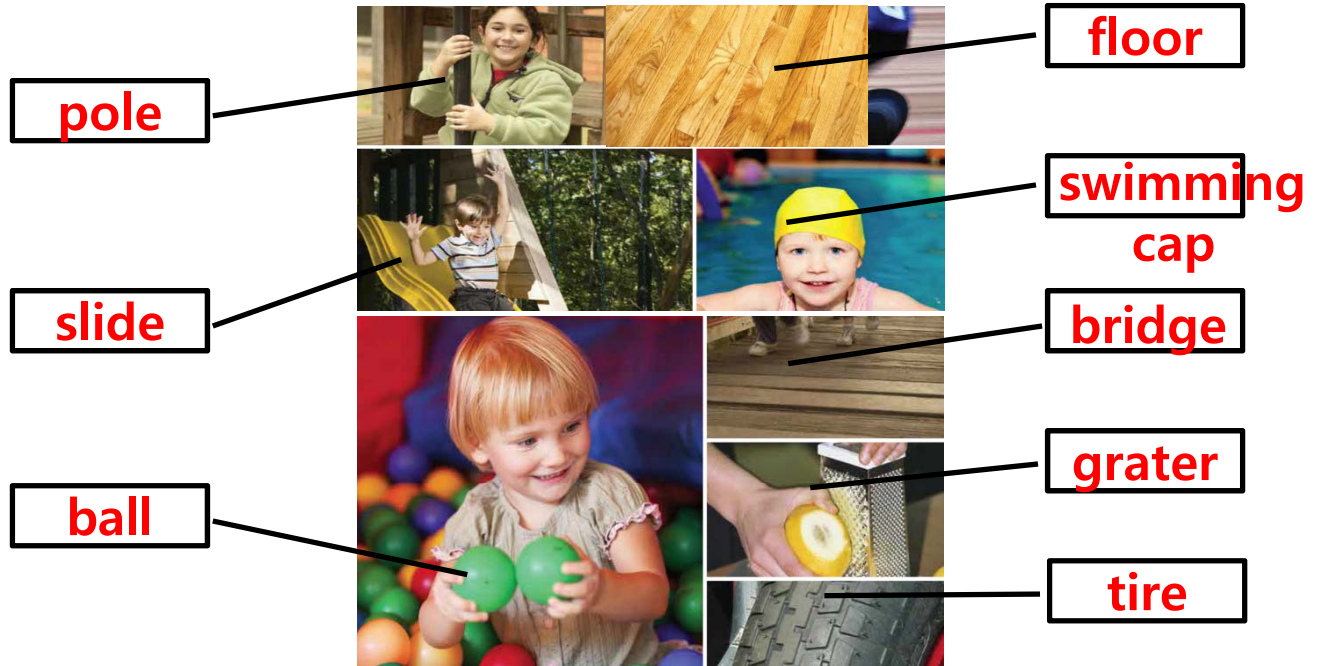 floor
pole
swimming
cap
slide
bridge
grater
ball
tire